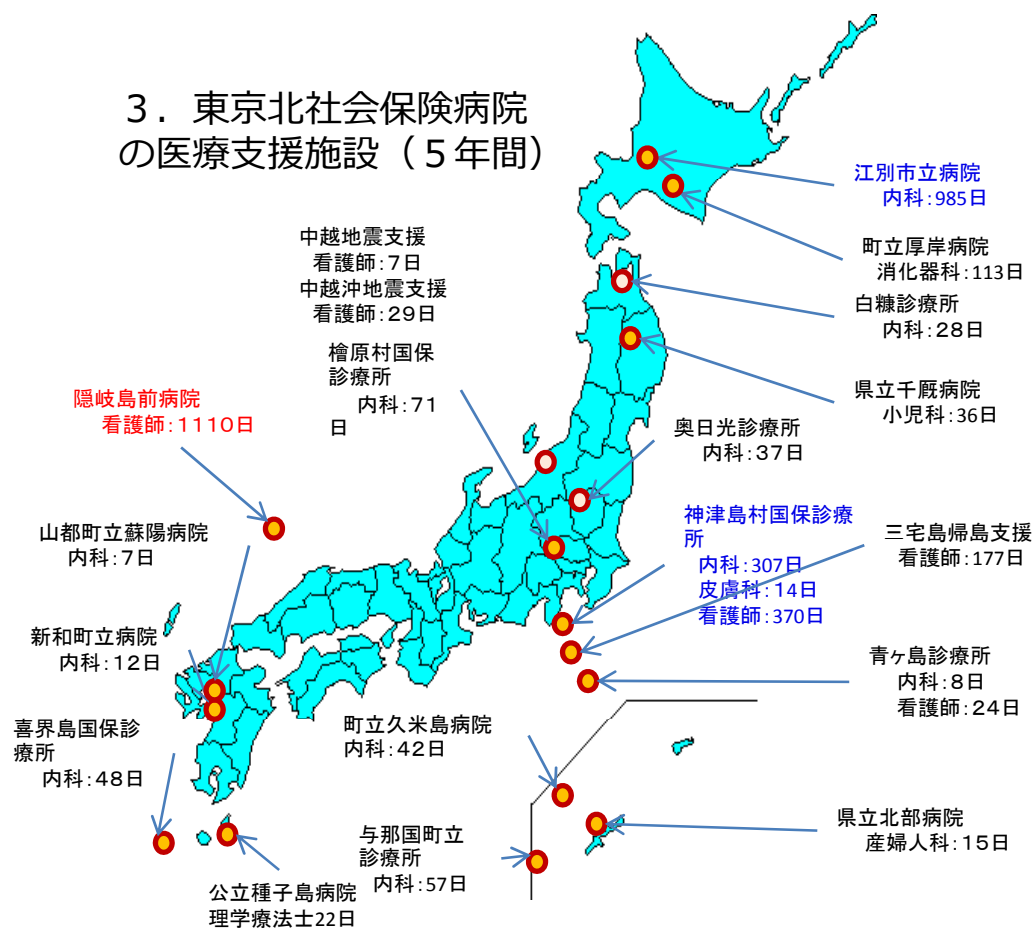 ３．東京北社会保険病院
の医療支援施設（５年間）
江別市立病院
内科：985日
町立厚岸病院
消化器科：113日
白糠診療所
内科：２８日
県立千厩病院
小児科：36日
中越地震支援
看護師：７日
中越沖地震支援
看護師：２９日
檜原村国保
診療所
内科：７１
日
奥日光診療所
内科：３７日
隠岐島前病院
看護師：１１１０日
山都町立蘇陽病院
内科：７日
新和町立病院
内科：１２日
喜界島国保診
療所
内科：４８日
神津島村国保診療
所
内科：307日
皮膚科：１４日
看護師：370日
三宅島帰島支援
看護師：177日
青ヶ島診療所
内科：８日
看護師：２４日
町立久米島病院
内科：４２日
県立北部病院
産婦人科：１５日
与那国町立
診療所
内科：57日
公立種子島病院
理学療法士22日